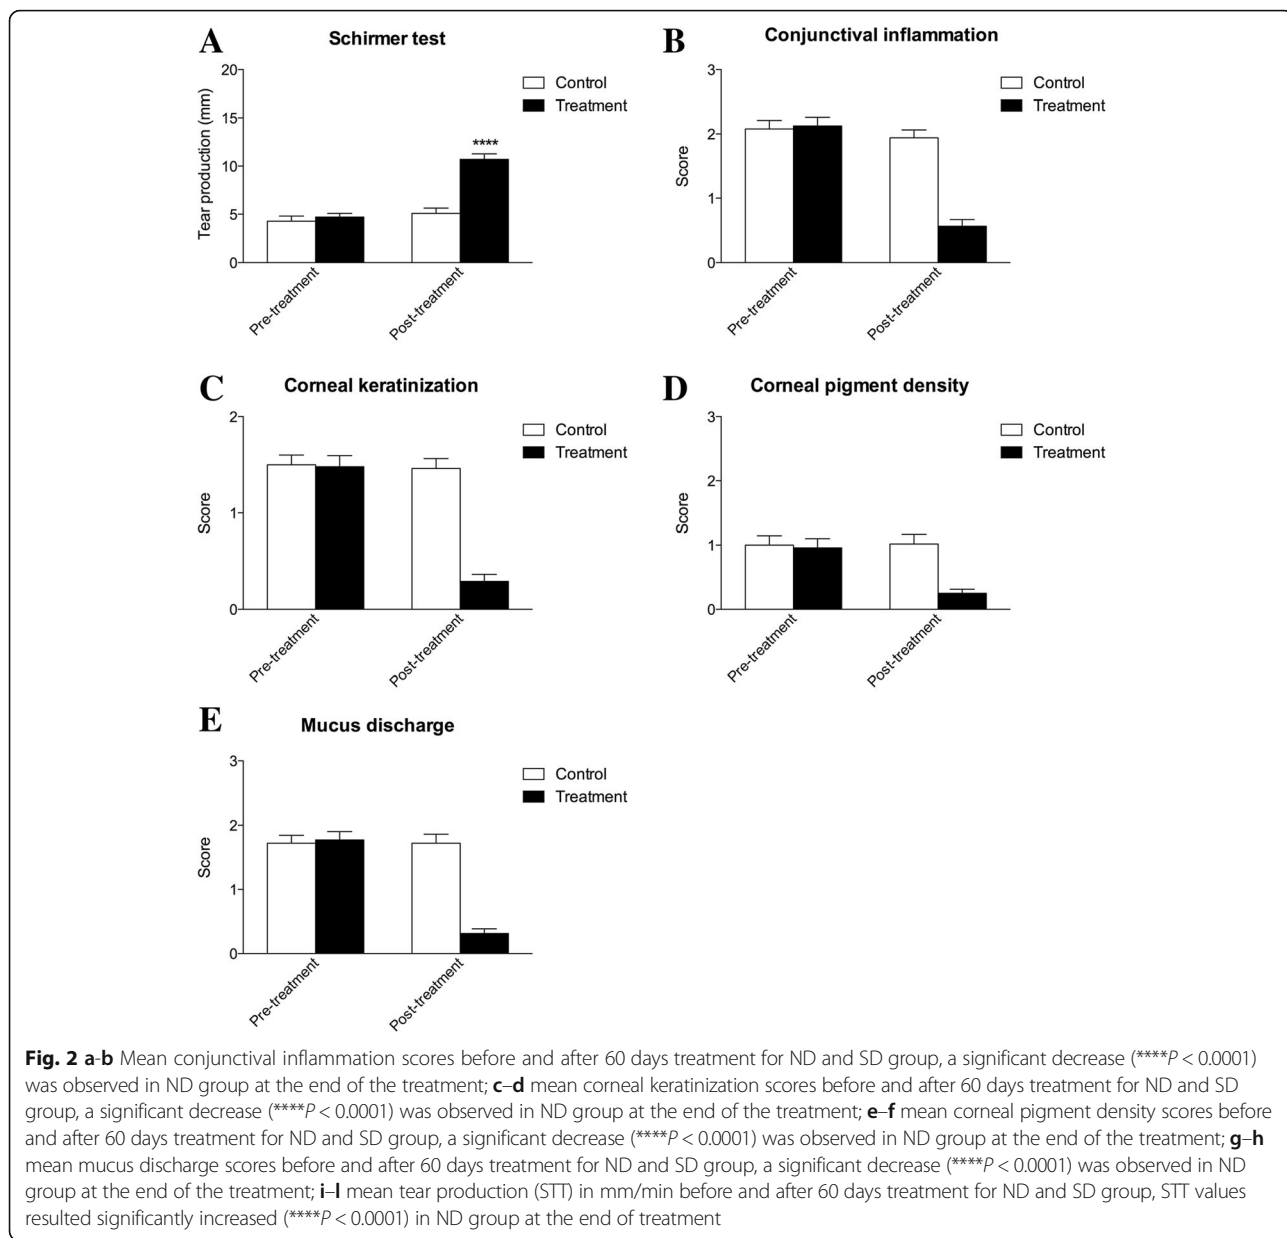 A
Schirmer test
Tear production (mm)
20
15
10
5
0
****
Control
Treatment
Pre-treatment
Post-treatment
B
Conjunctival inflammation
Score
3
2
1
0
Control
Treatment
Pre-treatment
Post-treatment
C
Corneal keratinization
Score
2
1
0
Control
Treatment
Pre-treatment
Post-treatment
D
Corneal pigment density
Score
3
2
1
0
Control
Treatment
Pre-treatment
Post-treatment
E
Mucus discharge
Score
3
2
1
0
Control
Treatment
Pre-treatment
Post-treatment
Fig. 2 a-b Mean conjunctival inflammation scores before and after 60 days treatment for ND and SD group, a significant decrease (****P < 0.0001)
was observed in ND group at the end of the treatment; c–d mean corneal keratinization scores before and after 60 days treatment for ND and SD
group, a significant decrease (****P < 0.0001) was observed in ND group at the end of the treatment; e–f mean corneal pigment density scores before
and after 60 days treatment for ND and SD group, a significant decrease (****P < 0.0001) was observed in ND group at the end of the treatment; g–h
mean mucus discharge scores before and after 60 days treatment for ND and SD group, a significant decrease (****P < 0.0001) was observed in ND
group at the end of the treatment; i–l mean tear production (STT) in mm/min before and after 60 days treatment for ND and SD group, STT values
resulted significantly increased (****P < 0.0001) in ND group at the end of treatment